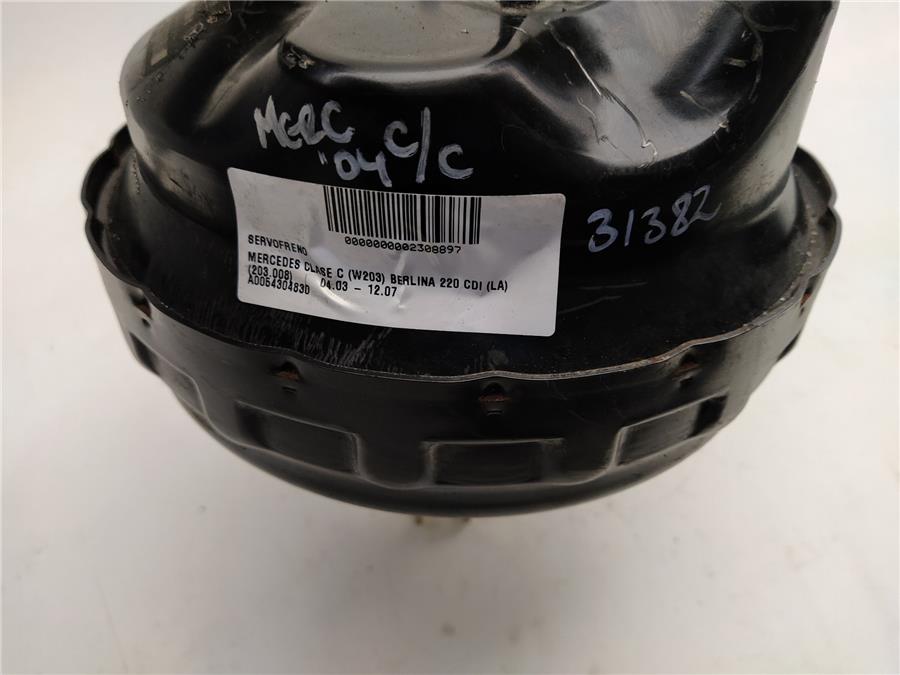 MERC C/C
'04
31382
0000000002308897
SERVOFRENO
MERCEDES CLASE C (W203) BERLINA 220 CDI (LA)
(203.008) 04.03 - 12.07
A0054304830